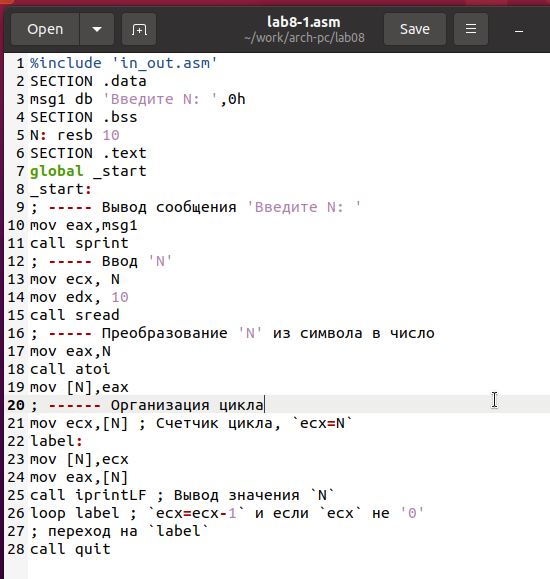 Open
lab8-1.asm
~/work/arch-pc/lab08
Save
1 %include 'in_out.asm'
2 SECTION .data
3 msg1 db 'Введите N: ',0h
4 SECTION .bss
5 N: resb 10
6 SECTION .text
7 global _start
8 _start:
9 ; ----- Вывод сообщения 'Введите N: '
10 mov eax,msg1
11 call sprint
12 ; ----- Ввод 'N'
13 mov ecx, N
14 mov edx, 10
15 call sread
16 ; ----- Преобразование 'N' из символа в число
17 mov eax,N
18 call atoi
19 mov [N],eax
20 ; ------ Организация цикла
21 mov ecx,[N] ; Счетчик цикла, `ecx=N`
22 label:
23 mov [N],ecx
24 mov eax,[N]
25 call iprintLF ; Вывод значения `N`
26 loop label ; `ecx=ecx-1` и если `ecx` не '0'
27 ; переход на `label`
28 call quit